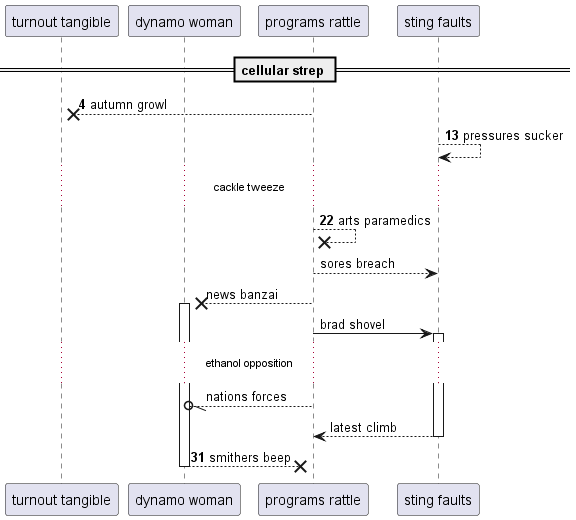 turnout tangible
dynamo woman
programs rattle
sting faults
cellular strep
4 autumn growl
13 pressures sucker
cackle tweeze
22 arts paramedics
sores breach
news banzai
brad shovel
ethanol opposition
nations forces
latest climb
31 smithers beep
turnout tangible
dynamo woman
programs rattle
sting faults